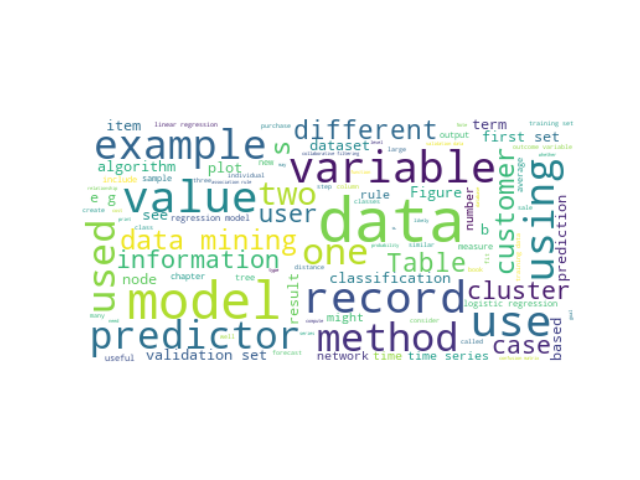 item
linear regression
purchase
different
term
output
first set
training set
example
s
dataset
collaborative filtering
large
outcome variable
algorithm
plot
new
individual
variable
customer
average
using
e g
value
two
step
column
rule
Figure
number
create
see
regression model
user
classes
data
b
measure
prediction
used
class
data mining
one
probability
similar
information
Table
node
chapter
tree
distance
result
classification
cluster
many
model
record
logistic regression
might
consider
use
predictor
method
called
case
based
useful
validation set
forecast
network
time
time series
sample
three
association rule
include
sale
fit
well
compute